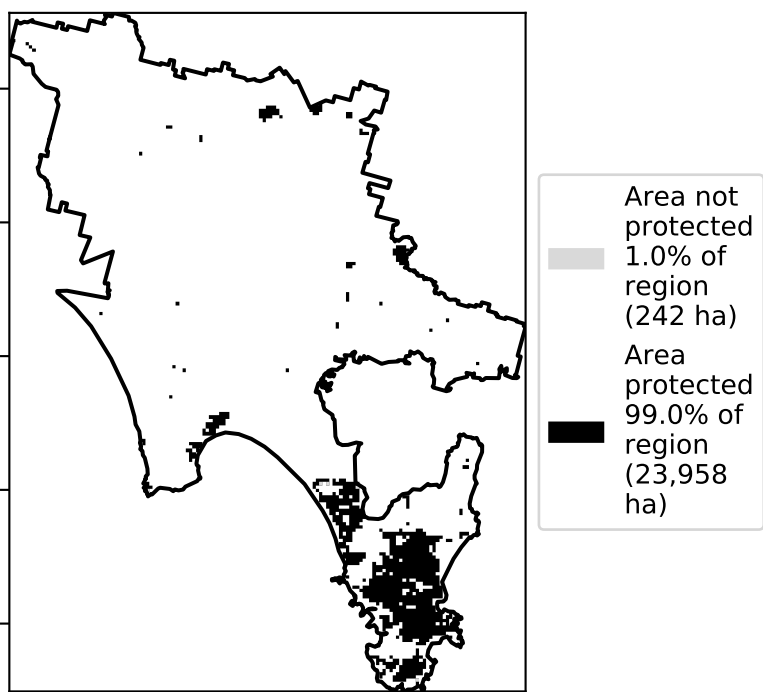 Area not
protected
1.0% of
region
(242 ha)
Area
protected
99.0% of
region
(23,958
ha)